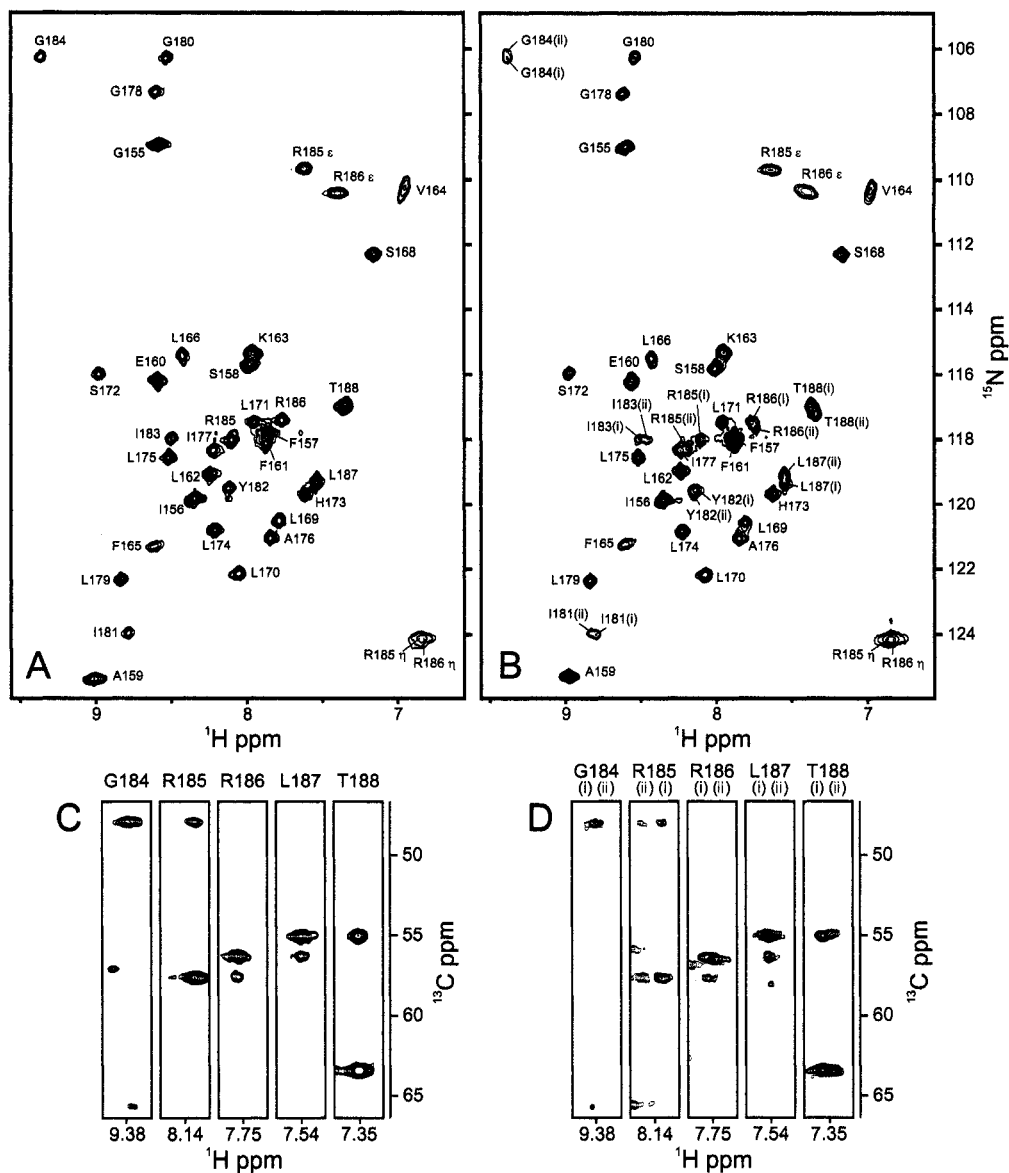 G184
G180
G178
G155
R185 ε
R186 ε
V164
S168
L166
K163
E160
S158
S172
T188
L171
R186
R185
I183
I177
F157
F161
L175
L187
L162
Y182
H173
I156
L169
L174
A176
F165
L170
L179
I181
R185 η
R186 η
A159
A
9
8
7
¹H ppm
G184(ii)
G184(i)
G180
G178
G155
R185 ε
R186 ε
V164
S168
L166
K163
E160
S158
S172
R185(i)
R186(i)
T188(i)
T188(ii)
I183(ii)
R185(ii)
L171
I183(i)
R186(ii)
I177
F157
F161
L175
L187(ii)
L187(i)
L162
Y182(i)
H173
I156
Y182(ii)
L169
L174
A176
F165
L170
L179
I181(ii)
I181(i)
R185 η
R186 η
A159
B
9
8
7
¹H ppm
106
108
110
112
114
116
118
120
122
124
¹⁵N ppm
C
G184
R185
R186
L187
T188
50
55
60
65
¹³C ppm
9.38
8.14
7.75
7.54
7.35
¹H ppm
D
G184 R185 R186 L187 T188
(i) (ii) (ii) (i) (i) (ii) (i) (ii) (i) (ii)
50
55
60
65
¹³C ppm
9.38
8.14
7.75
7.54
7.35
¹H ppm